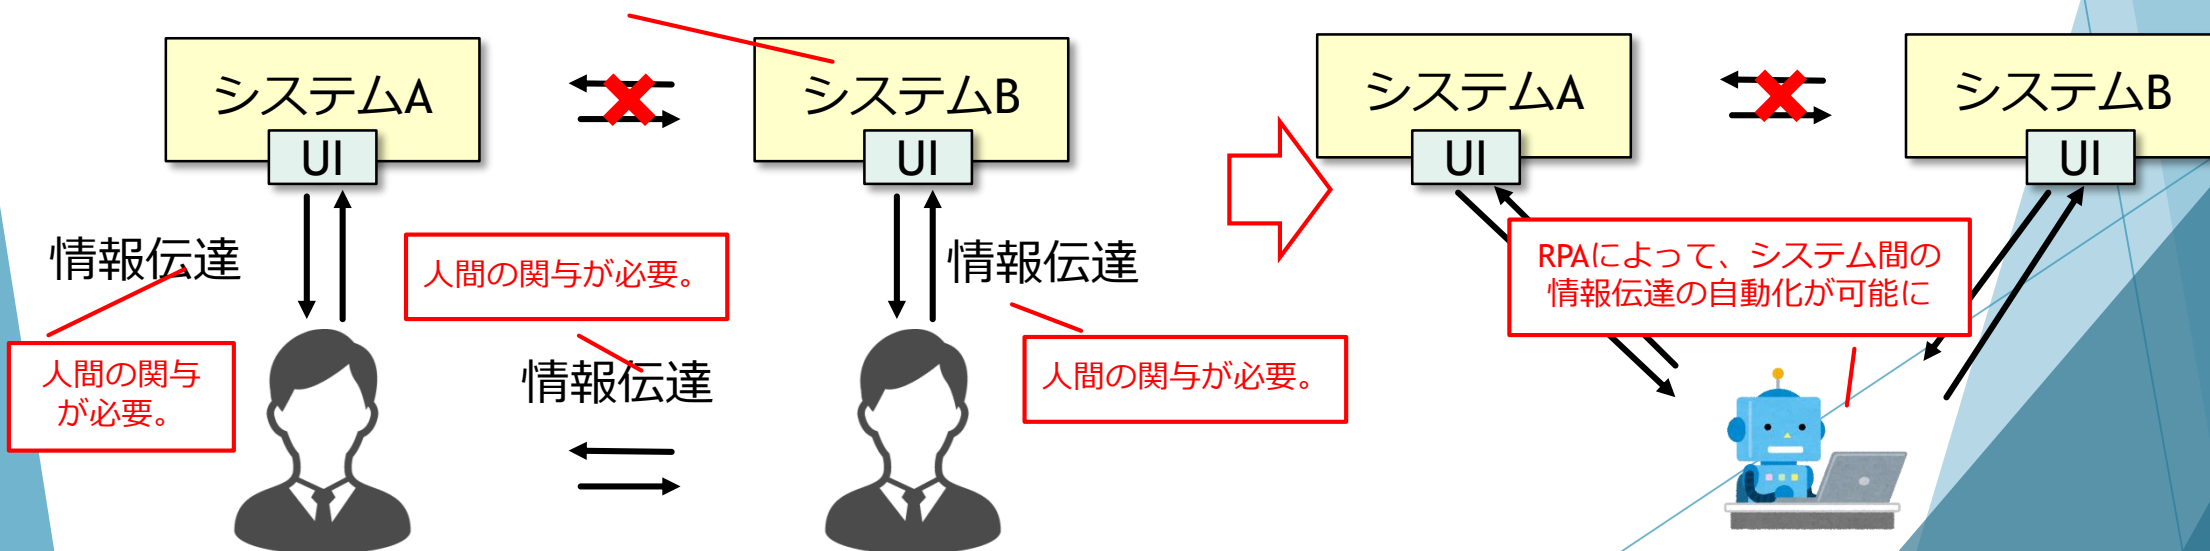 システムA
UI
システムB
UI
システムA
UI
システムB
UI
情報伝達
人間の関与が必要。
情報伝達
RPAによって、システム間の
情報伝達の自動化が可能に
人間の関与
が必要。
情報伝達
人間の関与が必要。